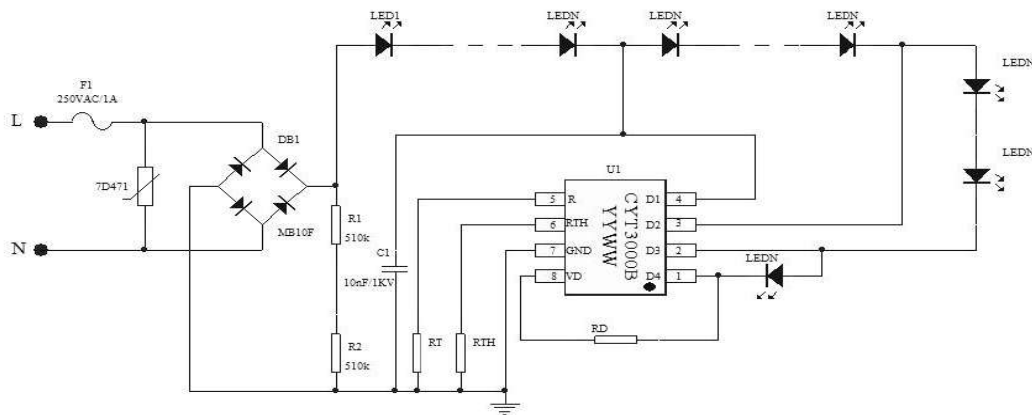 LED1
LEDN
LEDN
LEDN
LEDN
F1
250VAC/1A
L
DB1
7D471
MB10F
N
R1
510k
C1
10nF/1KV
R2
510k
RT
RTH
U1
CYT3000B
YYWW
5 R
6 RTH
7 GND
8 VD
D1 4
D2 3
D3 2
D4 1
LEDN
LEDN
RD